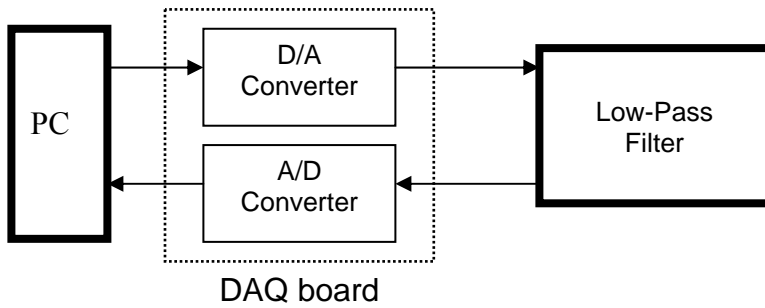 D/A
Converter
PC
Low-Pass
Filter
A/D
Converter
DAQ board